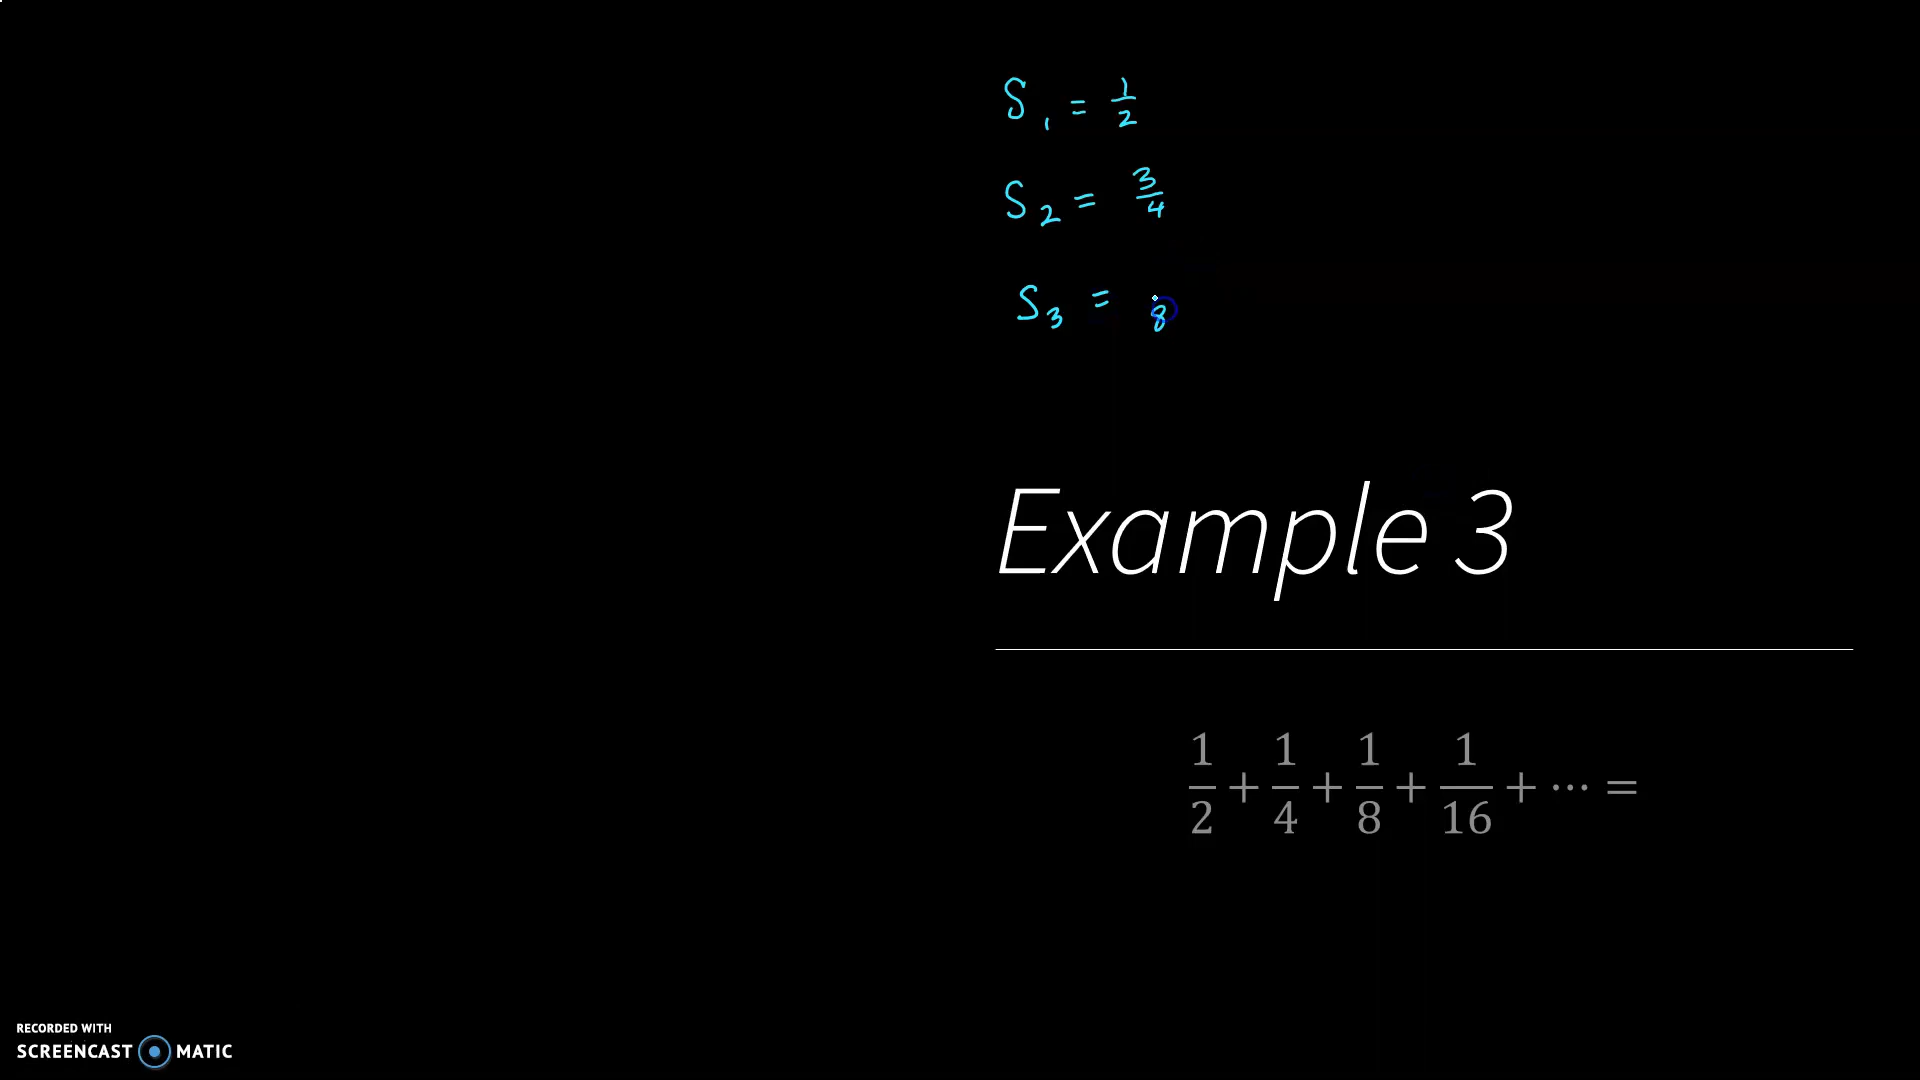 S₁ = 1/2
S₂ = 3/4
S₃ = 8
Example 3
1/2 + 1/4 + 1/8 + 1/16 + ⋯ =
RECORDED WITH
SCREENCAST MATIC